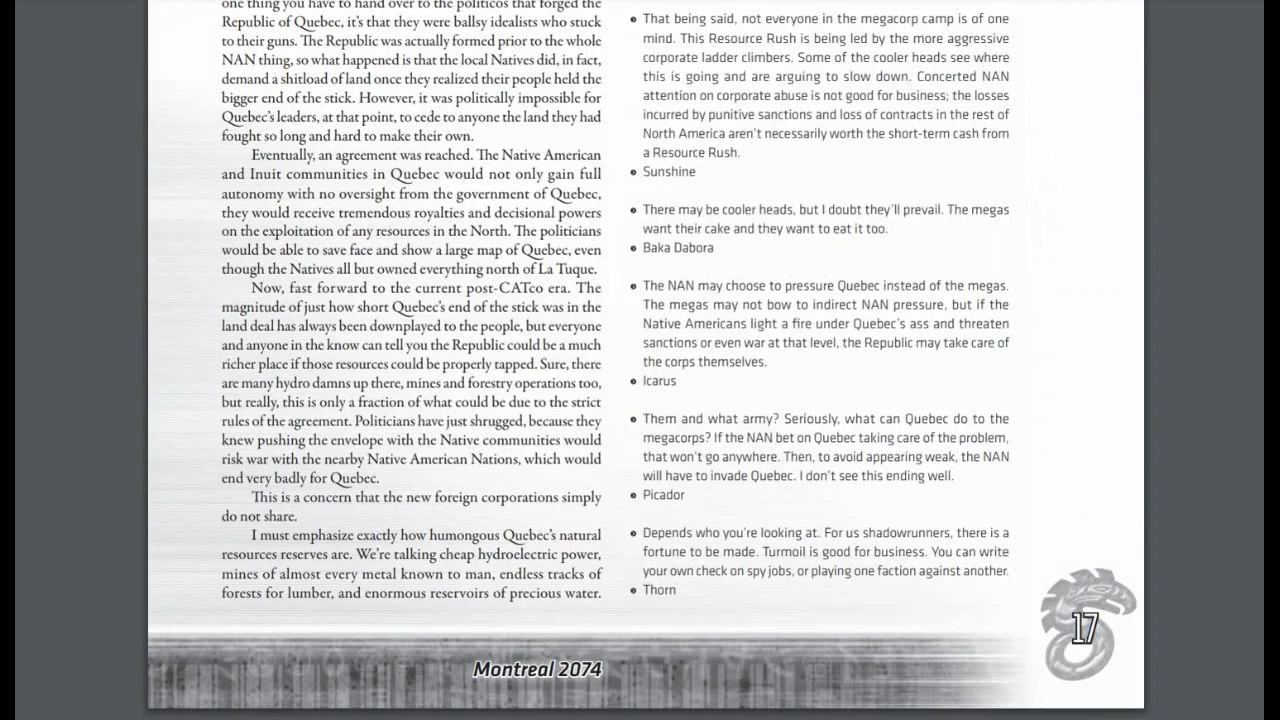 one thing you have to hand over to the politicos that forged the
Republic of Quebec, it's that they were ballsy idealists who stuck
to their guns. The Republic was actually formed prior to the whole
NAN thing, so what happened is that the local Natives did, in fact,
demand a shitload of land once they realized their people held the
bigger end of the stick. However, it was politically impossible for
Quebec's leaders, at that point, to cede to anyone the land they had
fought so long and hard to make their own.
Eventually, an agreement was reached. The Native American
and Inuit communities in Quebec would not only gain full
autonomy with no oversight from the government of Quebec,
they would receive tremendous royalties and decisional powers
on the exploitation of any resources in the North. The politicians
would be able to save face and show a large map of Quebec, even
though the Natives all but owned everything north of La Tuque.
Now, fast forward to the current post-CATco era. The
magnitude of just how short Quebec's end of the stick was in the
land deal has always been downplayed to the people, but everyone
and anyone in the know can tell you the Republic could be a much
richer place if those resources could be properly tapped. Sure, there
are many hydro damns up there, mines and forestry operations too,
but really, this is only a fraction of what could be due to the strict
rules of the agreement. Politicians have just shrugged, because they
knew pushing the envelope with the Native communities would
risk war with the nearby Native American Nations, which would
end very badly for Quebec.
This is a concern that the new foreign corporations simply
do not share.
I must emphasize exactly how humongous Quebec's natural
resources reserves are. We're talking cheap hydroelectric power,
mines of almost every metal known to man, endless tracks of
forests for lumber, and enormous reservoirs of precious water.
That being said, not everyone in the megacorp camp is of one
mind. This Resource Rush is being led by the more aggressive
corporate ladder climbers. Some of the cooler heads see where
this is going and are arguing to slow down. Concerted NAN
attention on corporate abuse is not good for business; the losses
incurred by punitive sanctions and loss of contracts in the rest of
North America aren't necessarily worth the short-term cash from
a Resource Rush.
Sunshine
There may be cooler heads, but I doubt they'll prevail. The megas
want their cake and they want to eat it too.
Baka Dabora
The NAN may choose to pressure Quebec instead of the megas.
The megas may not bow to indirect NAN pressure, but if the
Native Americans light a fire under Quebec's ass and threaten
sanctions or even war at that level, the Republic may take care of
the corps themselves.
Icarus
Them and what army? Seriously, what can Quebec do to the
megacorps? If the NAN bet on Quebec taking care of the problem,
that won't go anywhere. Then, to avoid appearing weak, the NAN
will have to invade Quebec. I don't see this ending well.
Picador
Depends who you're looking at. For us shadowrunners, there is a
fortune to be made. Turmoil is good for business. You can write
your own check on spy jobs, or playing one faction against another.
Thorn
17
Montreal 2074